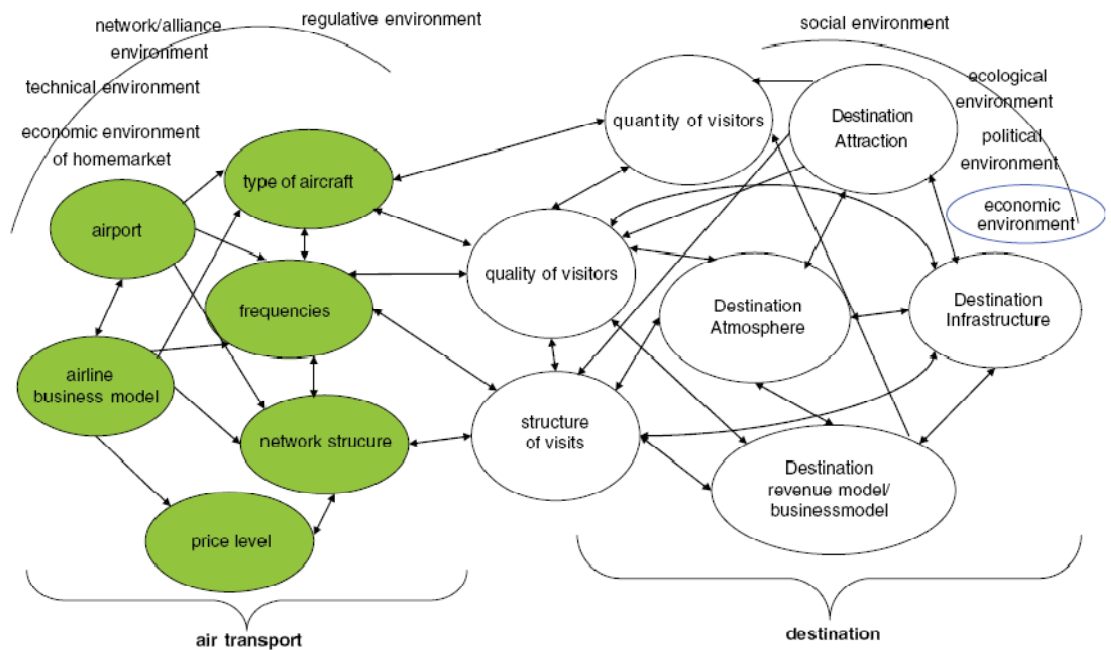 network/alliance
environment
regulative environment
technical environment
economic environment
of homemarket
social environment
ecological
environment
political
environment
economic
environment
type of aircraft
airport
frequencies
airline
business model
network strucure
price level
quantity of visitors
quality of visitors
structure
of visits
Destination
Attraction
Destination
Atmosphere
Destination
Infrastructure
Destination
revenue model/
businessmodel
air transport
destination